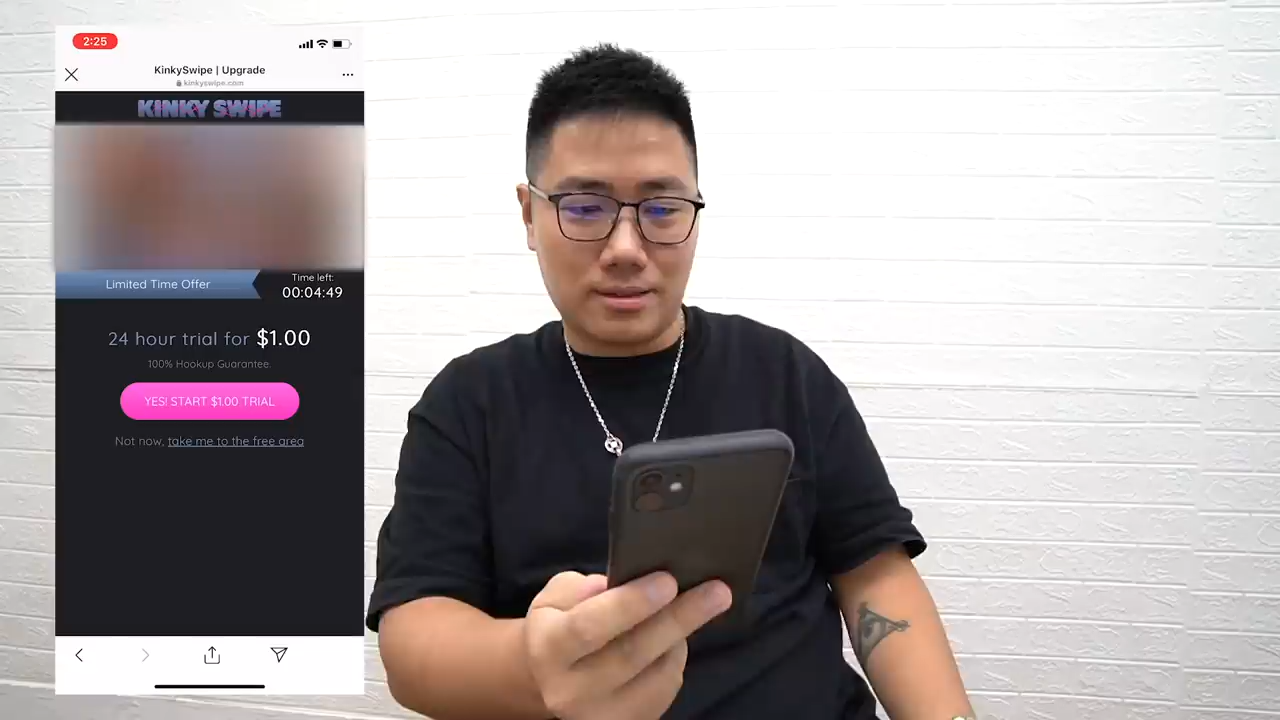 2:25
KinkySwipe | Upgrade
kinkyswipe.com
KINKY SWIPE
Limited Time Offer
Time left:
00:04:49
24 hour trial for $1.00
100% Hookup Guarantee.
YES! START $1.00 TRIAL
Not now, take me to the free area